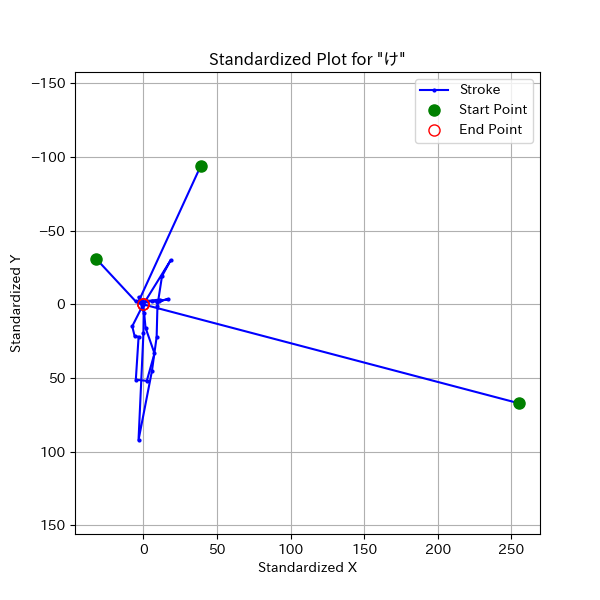 Standardized Plot for "け"
Stroke
Start Point
End Point
−150
−100
−50
0
50
100
150
Standardized Y
0
50
100
150
200
250
Standardized X